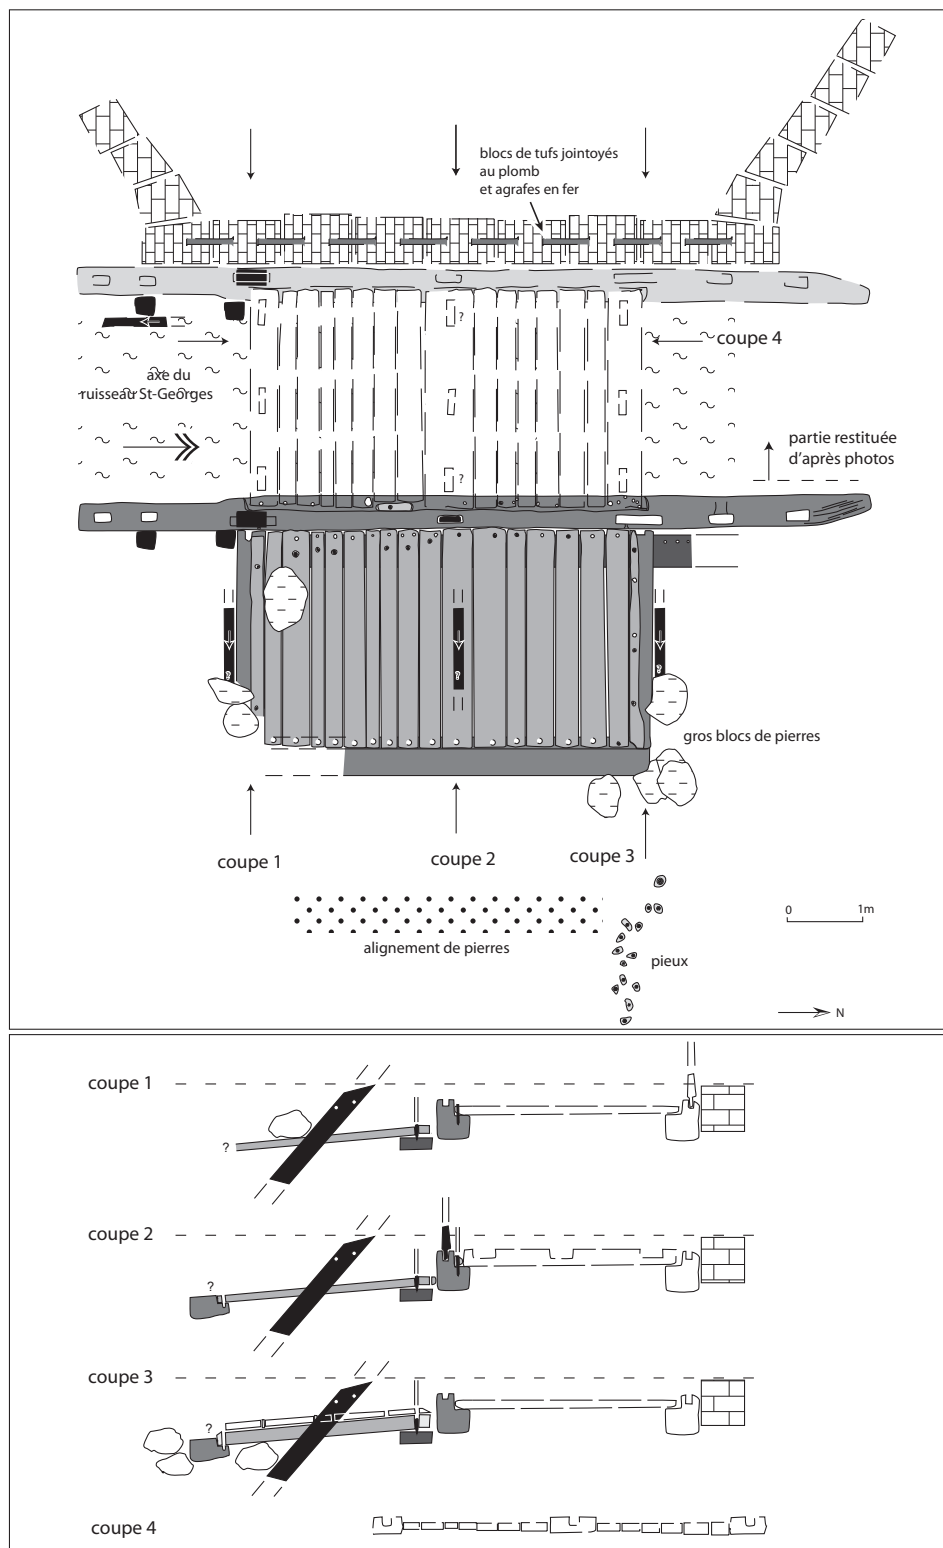 blocs de tufs jointoyés
au plomb
et agrafes en fer
?
coupe 4
axe du
ruisseau St-Georges
partie restituée
d'après photos
?
gros blocs de pierres
coupe 1
coupe 2
coupe 3
0 1m
alignement de pierres
pieux
N
coupe 1
?
coupe 2
?
coupe 3
?
coupe 4